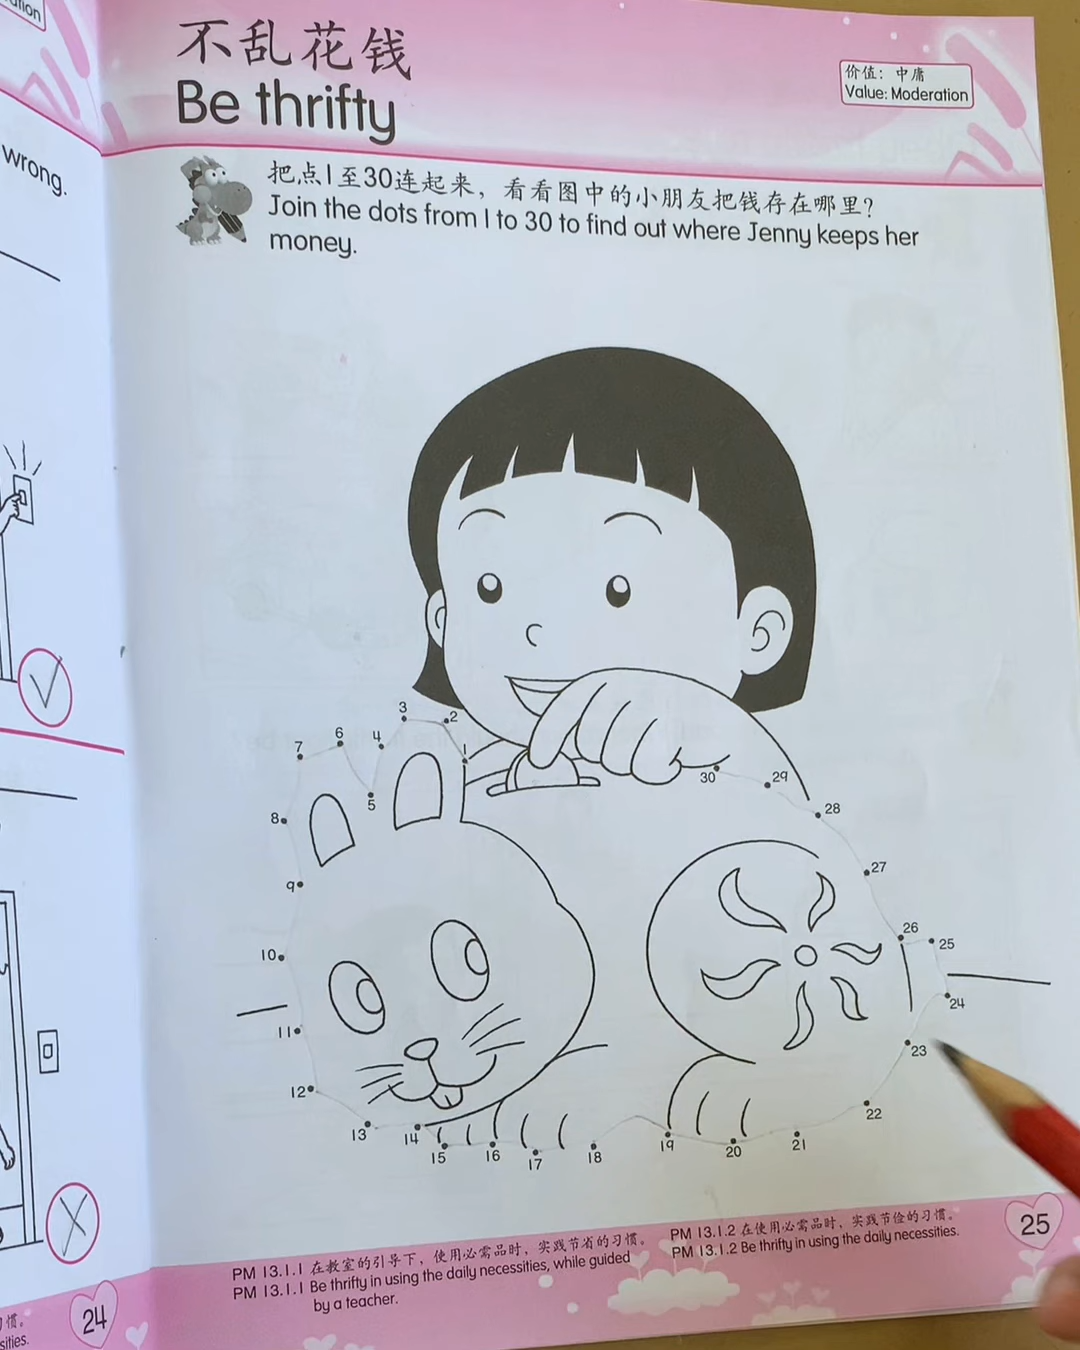 不乱花钱
Be thrifty
价值：中庸
Value: Moderation
把点1至30连起来，看看图中的小朋友把钱存在哪里？
Join the dots from 1 to 30 to find out where Jenny keeps her
money.
wrong.
3
2
6
4
7
1
5
30
29
8
28
27
9
26
25
10
24
11
23
12
22
13
14
15
16
17
18
19
20
21
PM 13.1.1 在教室的引导下，使用必需品时，实践节省的习惯。
PM 13.1.1 Be thrifty in using the daily necessities, while guided
by a teacher.
PM 13.1.2 在使用必需品时，实践节俭的习惯。
PM 13.1.2 Be thrifty in using the daily necessities.
25
24